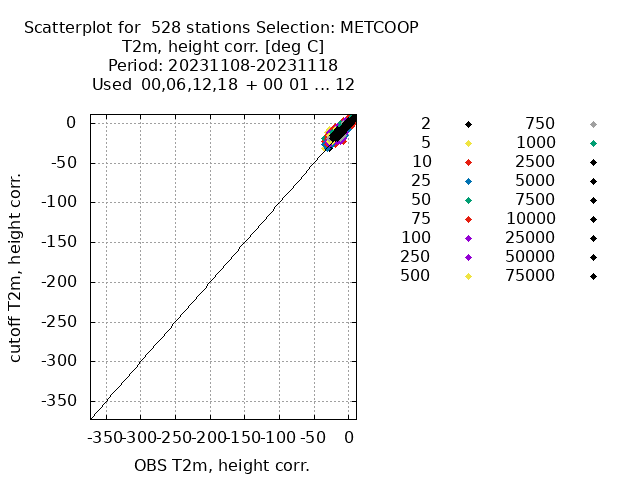 Scatterplot for  528 stations Selection: METCOOP
T2m, height corr. [deg C]
Period: 20231108-20231118
Used  00,06,12,18  + 00 01 ... 12
0
-50
-100
-150
-200
-250
-300
-350
cutoff T2m, height corr.
-350 -300 -250 -200 -150 -100 -50 0
OBS T2m, height corr.
2 750
5 1000
10 2500
25 5000
50 7500
75 10000
100 25000
250 50000
500 75000